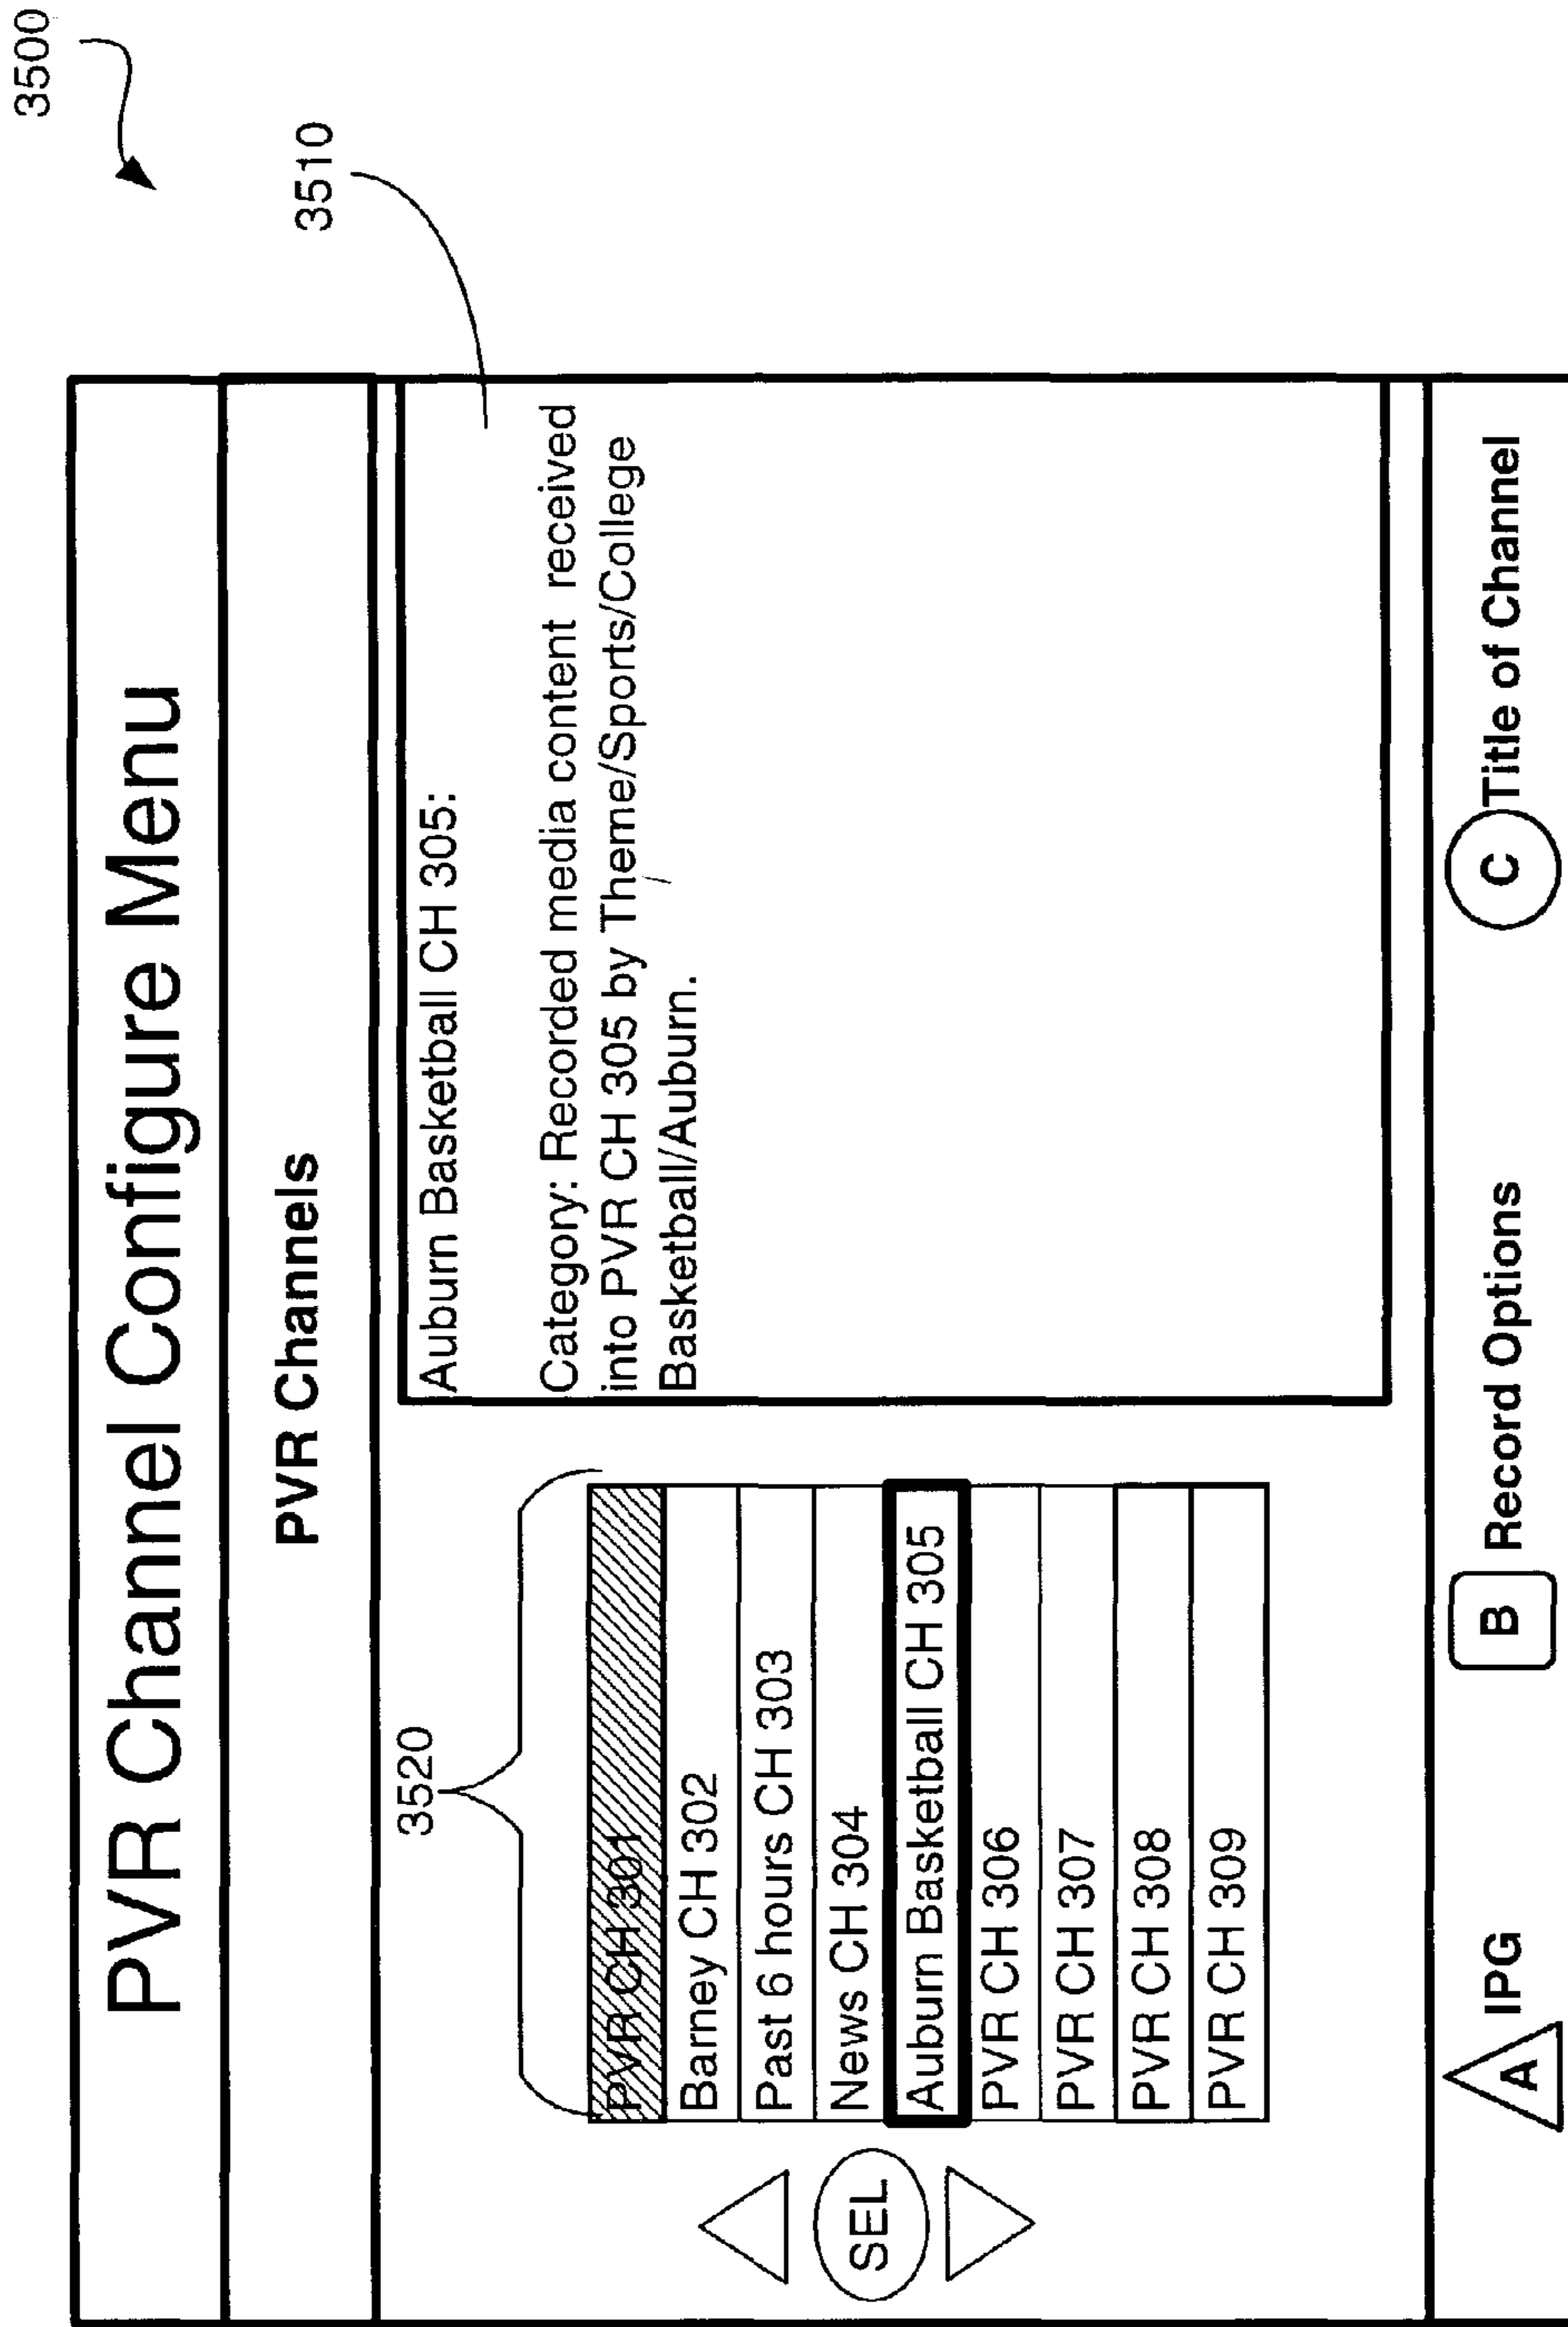 3500
PVR Channel Configure Menu
PVR Channels
3510
3520
PVR CH 301
Barney CH 302
Past 6 hours CH 303
News CH 304
Auburn Basketball CH 305
PVR CH 306
PVR CH 307
PVR CH 308
PVR CH 309
SEL
Auburn Basketball CH 305:
Category: Recorded media content received
into PVR CH 305 by Theme/Sports/College
Basketball/Auburn.
A IPG
B Record Options
C Title of Channel